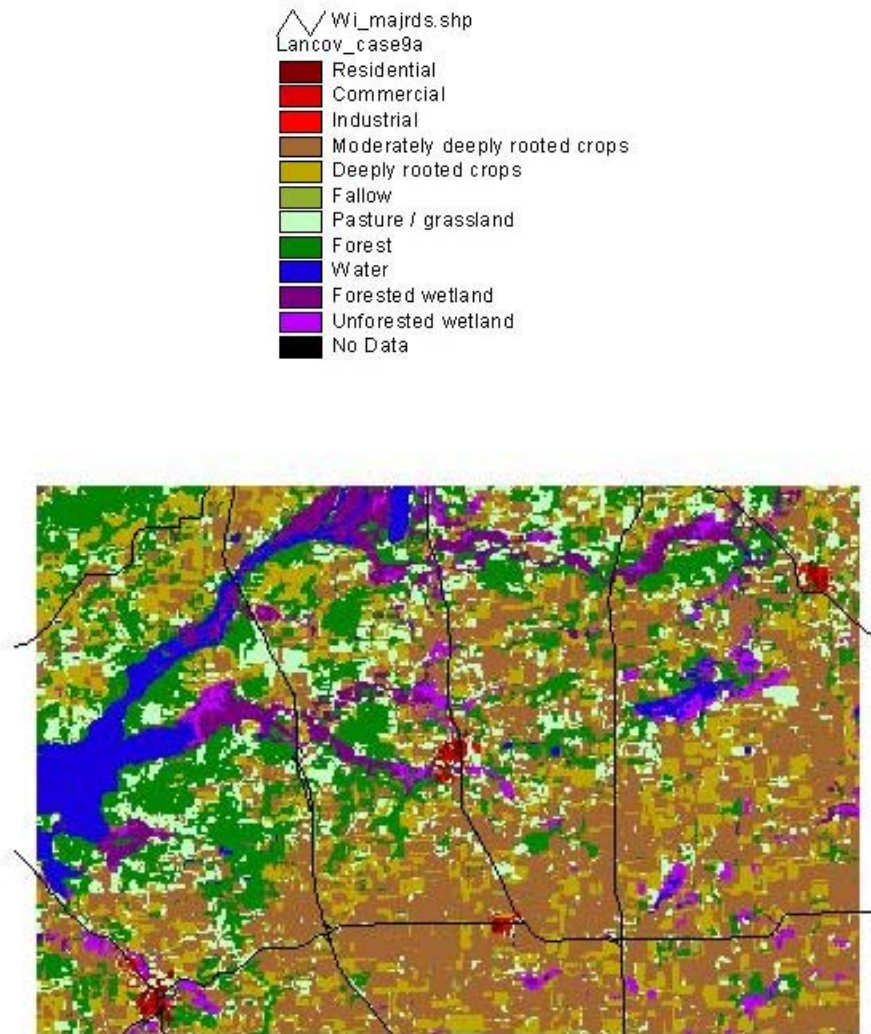 Wi_majrds.shp
Lancov_case9a
Residential
Commercial
Industrial
Moderately deeply rooted crops
Deeply rooted crops
Fallow
Pasture / grassland
Forest
Water
Forested wetland
Unforested wetland
No Data